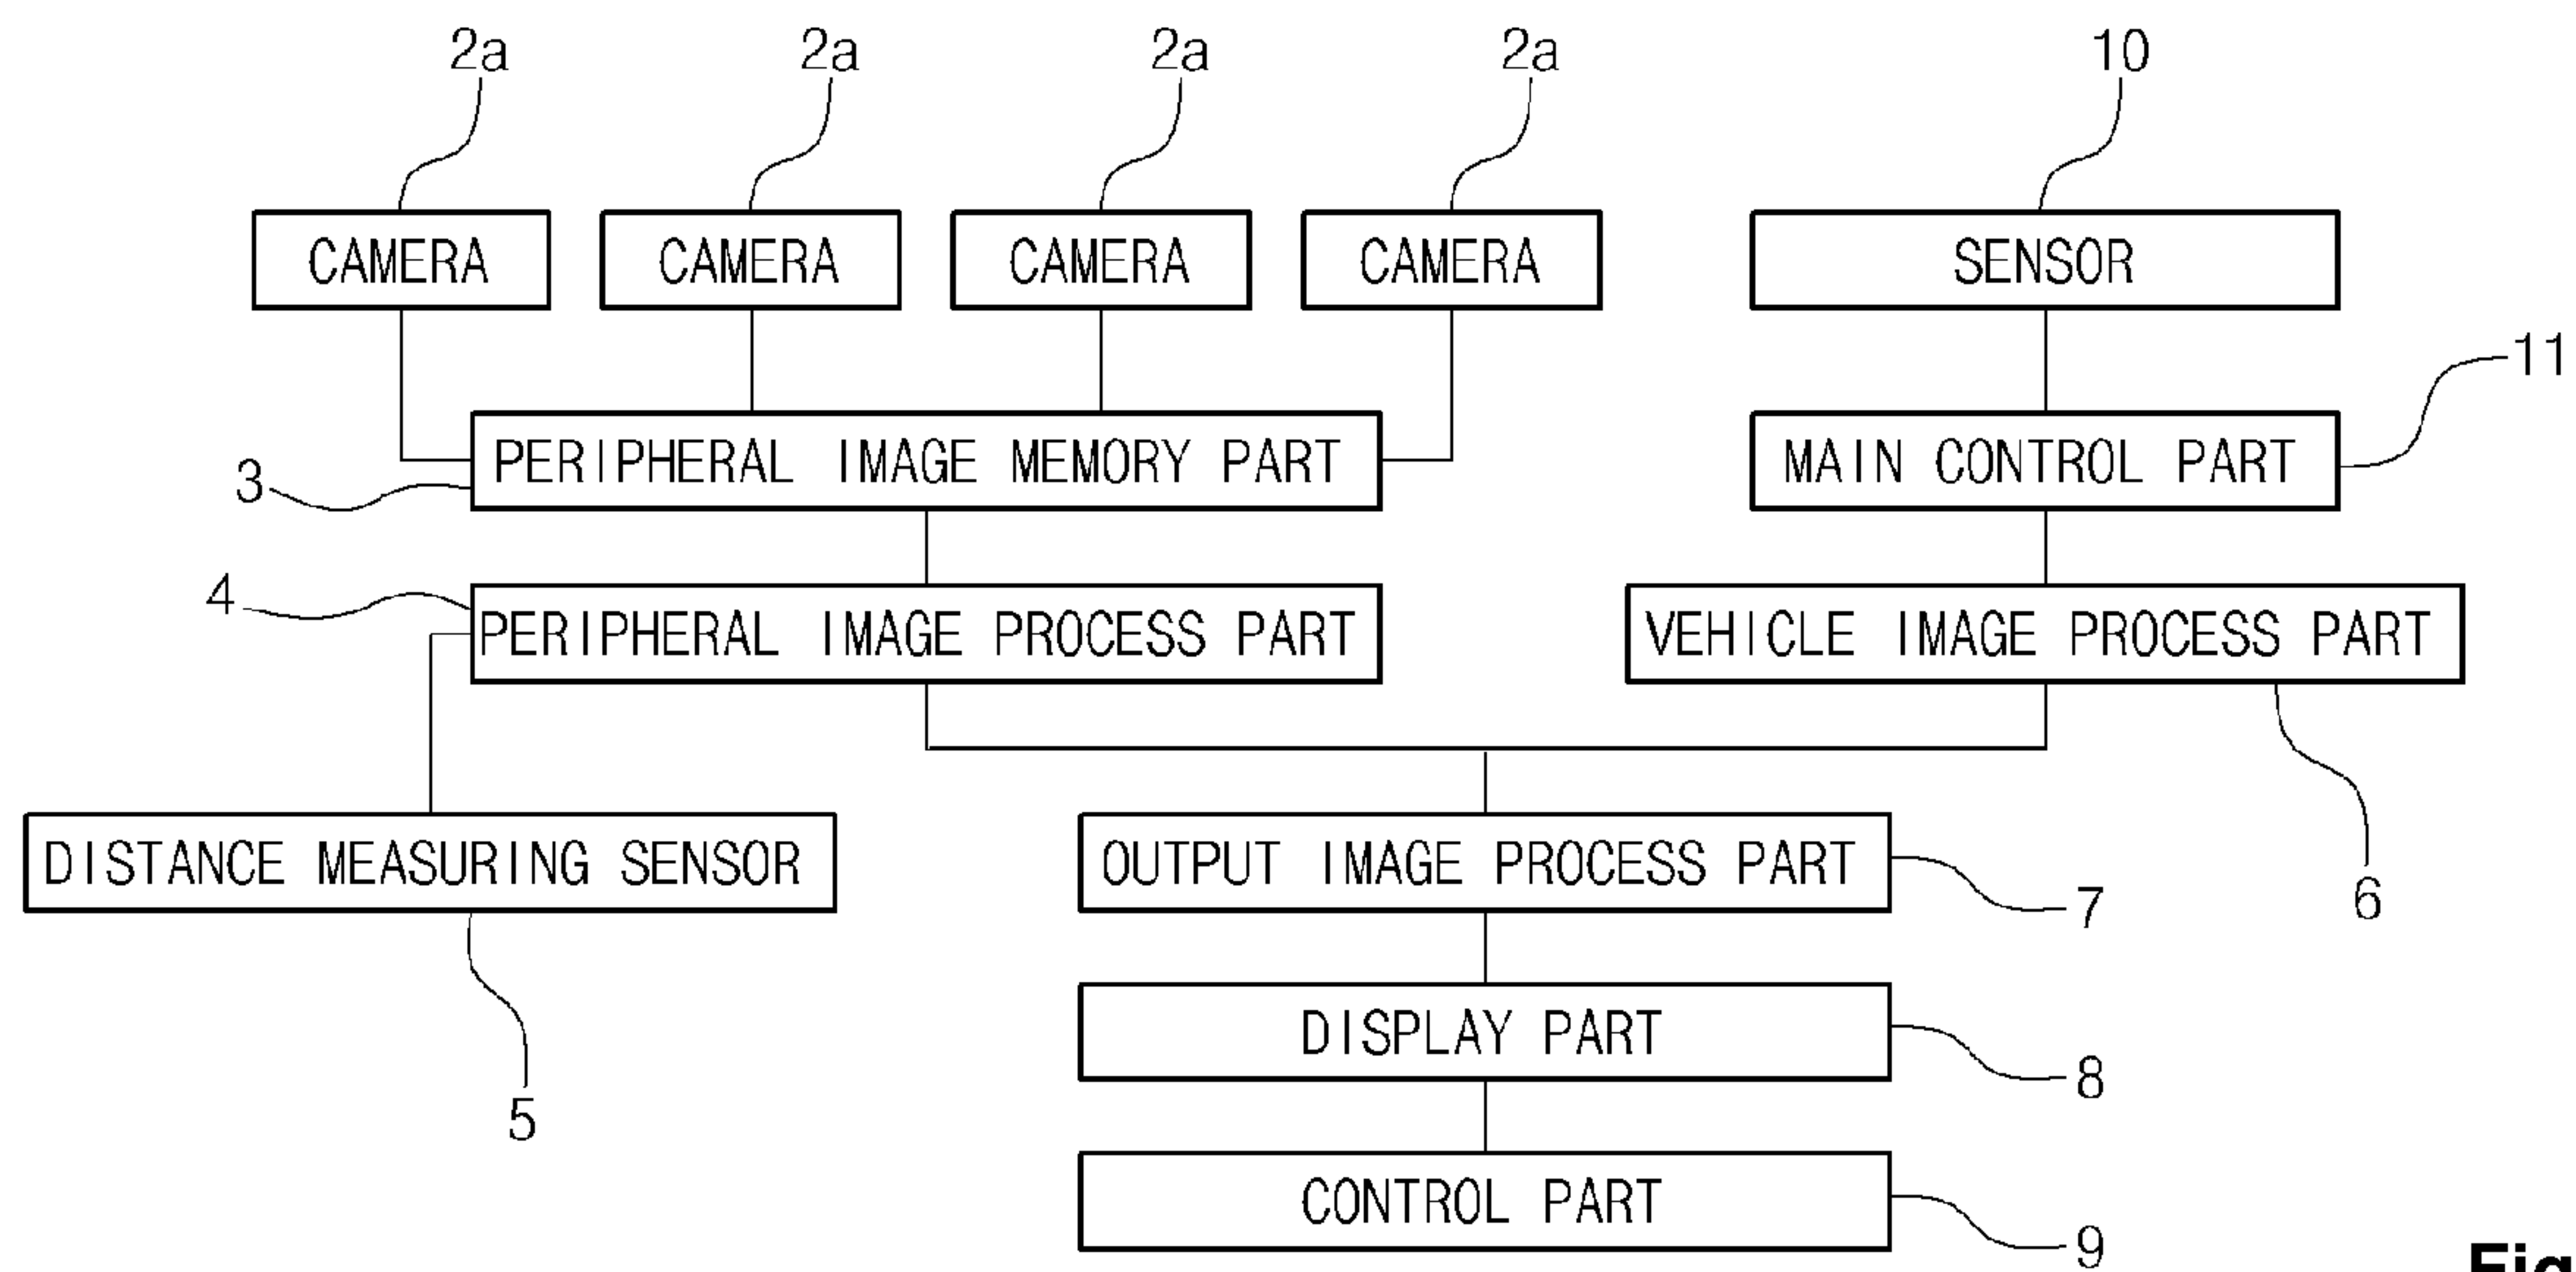 2a 2a 2a 2a 10
CAMERA CAMERA CAMERA CAMERA SENSOR
11
PERIPHERAL IMAGE MEMORY PART MAIN CONTROL PART
3
4
PERIPHERAL IMAGE PROCESS PART VEHICLE IMAGE PROCESS PART
DISTANCE MEASURING SENSOR OUTPUT IMAGE PROCESS PART
7 6
DISPLAY PART
8
5
CONTROL PART
9
Fig